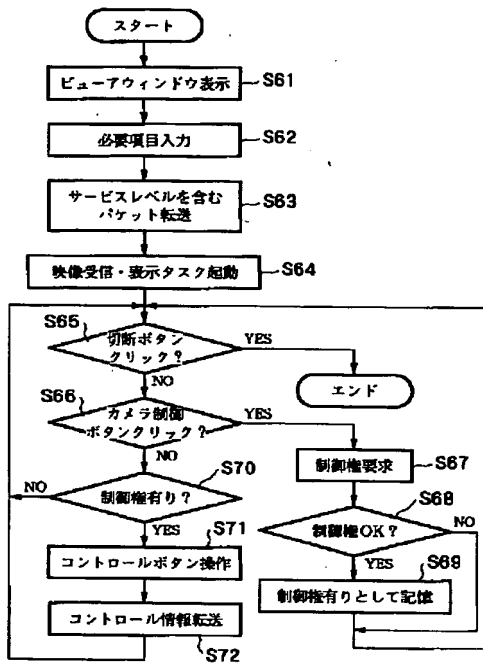 スタート
ビューアウィンドウ表示
S61
必要項目入力
S62
サービスレベルを含む
パケット転送
S63
映像受信・表示タスク起動
S64
S65
切断ボタン
クリック?
YES
NO
エンド
S66
カメラ制御
ボタンクリック?
YES
NO
制御権要求
S67
S70
制御権有り?
NO
YES
S68
制御権OK?
NO
YES
S71
コントロールボタン操作
S69
制御権有りとして記憶
コントロール情報転送
S72